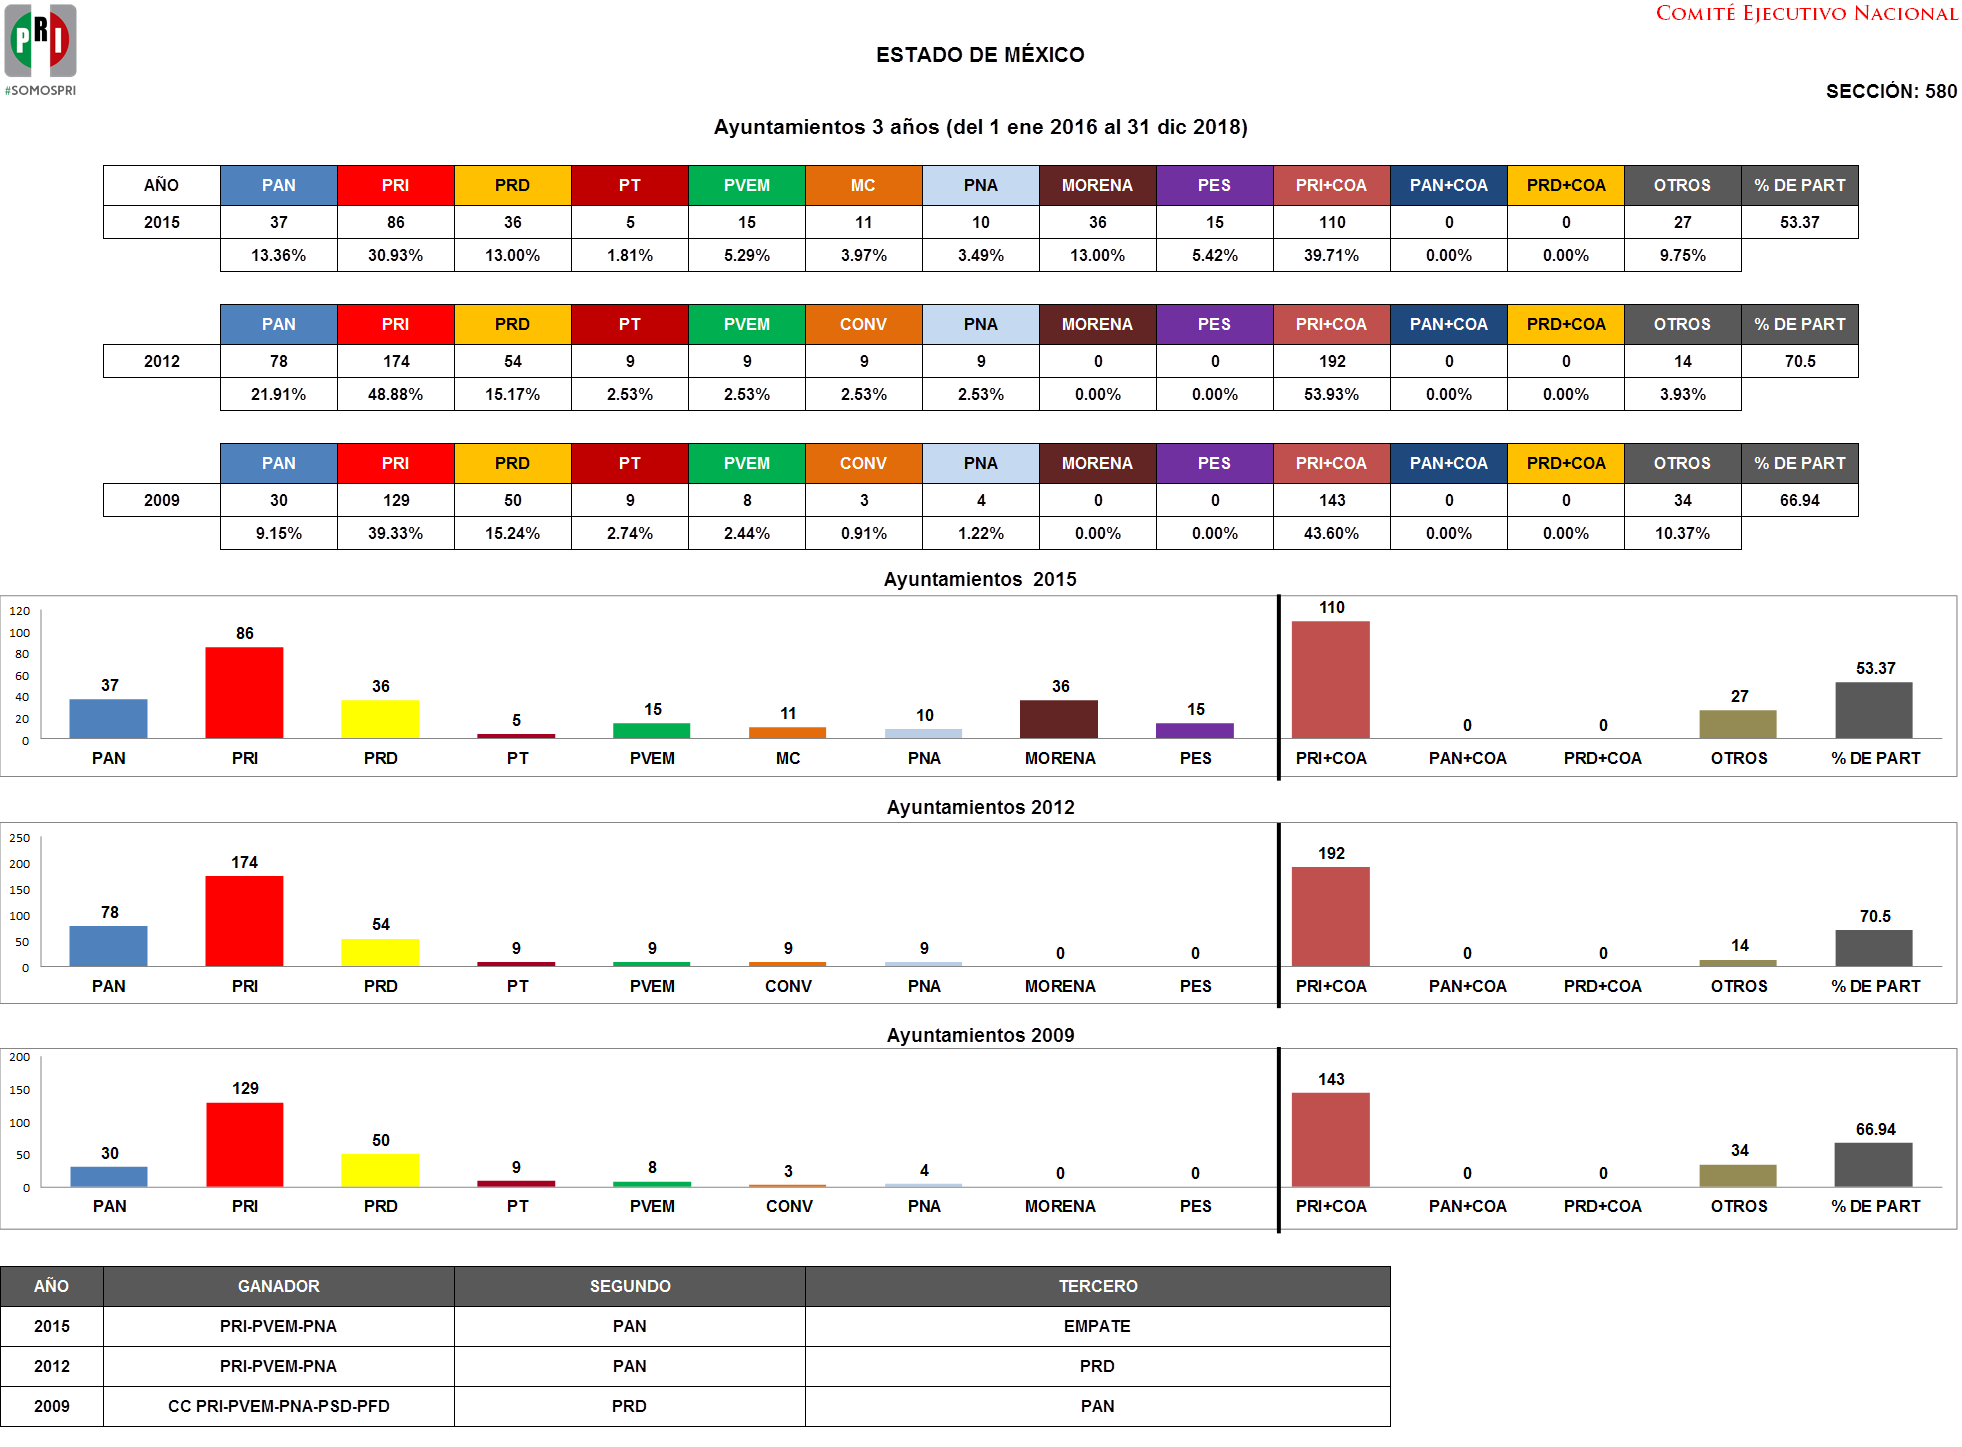 COMITÉ EJECUTIVO NACIONAL
PRI
#SOMOSPRI
ESTADO DE MÉXICO
SECCIÓN: 580
Ayuntamientos 3 años (del 1 ene 2016 al 31 dic 2018)
AÑO PAN PRI PRD PT PVEM MC PNA MORENA PES PRI+COA PAN+COA PRD+COA OTROS % DE PART
2015 37 86 36 5 15 11 10 36 15 110 0 0 27 53.37
13.36% 30.93% 13.00% 1.81% 5.29% 3.97% 3.49% 13.00% 5.42% 39.71% 0.00% 0.00% 9.75%
PAN PRI PRD PT PVEM CONV PNA MORENA PES PRI+COA PAN+COA PRD+COA OTROS % DE PART
2012 78 174 54 9 9 9 9 0 0 192 0 0 14 70.5
21.91% 48.88% 15.17% 2.53% 2.53% 2.53% 2.53% 0.00% 0.00% 53.93% 0.00% 0.00% 3.93%
PAN PRI PRD PT PVEM CONV PNA MORENA PES PRI+COA PAN+COA PRD+COA OTROS % DE PART
2009 30 129 50 9 8 3 4 0 0 143 0 0 34 66.94
9.15% 39.33% 15.24% 2.74% 2.44% 0.91% 1.22% 0.00% 0.00% 43.60% 0.00% 0.00% 10.37%
Ayuntamientos 2015
120
100
80
60
40
20
0
37 86 36 5 15 11 10 36 15 110 0 0 27 53.37
PAN PRI PRD PT PVEM MC PNA MORENA PES PRI+COA PAN+COA PRD+COA OTROS % DE PART
Ayuntamientos 2012
250
200
150
100
50
0
78 174 54 9 9 9 9 0 0 192 0 0 14 70.5
PAN PRI PRD PT PVEM CONV PNA MORENA PES PRI+COA PAN+COA PRD+COA OTROS % DE PART
Ayuntamientos 2009
200
150
100
50
0
30 129 50 9 8 3 4 0 0 143 0 0 34 66.94
PAN PRI PRD PT PVEM CONV PNA MORENA PES PRI+COA PAN+COA PRD+COA OTROS % DE PART
AÑO GANADOR SEGUNDO TERCERO
2015 PRI-PVEM-PNA PAN EMPATE
2012 PRI-PVEM-PNA PAN PRD
2009 CC PRI-PVEM-PNA-PSD-PFD PRD PAN